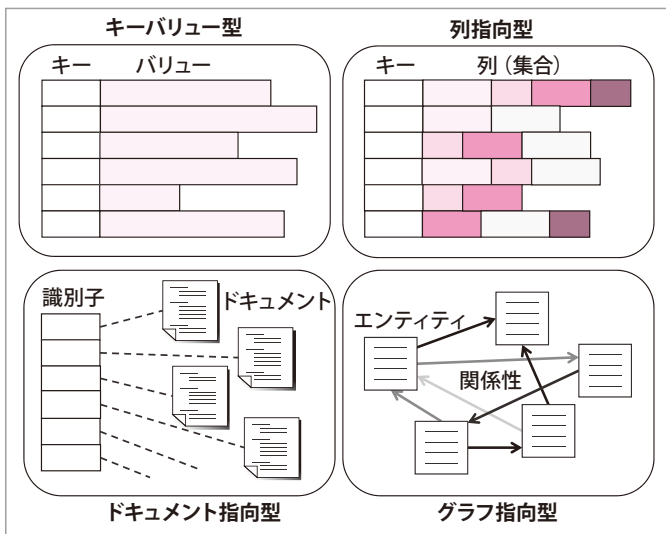 キーバリュー型
キー バリュー
列指向型
キー 列（集合）
識別子
ドキュメント
ドキュメント指向型
エンティティ
関係性
グラフ指向型